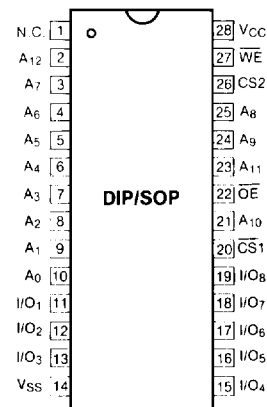 N.C. 1 28 VCC
A12 2 27 WE
A7 3 26 CS2
A6 4 25 A8
A5 5 24 A9
A4 6 23 A11
A3 7 DIP/SOP 22 OE
A2 8 21 A10
A1 9 20 CS1
A0 10 19 I/O8
I/O1 11 18 I/O7
I/O2 12 17 I/O6
I/O3 13 16 I/O5
VSS 14 15 I/O4